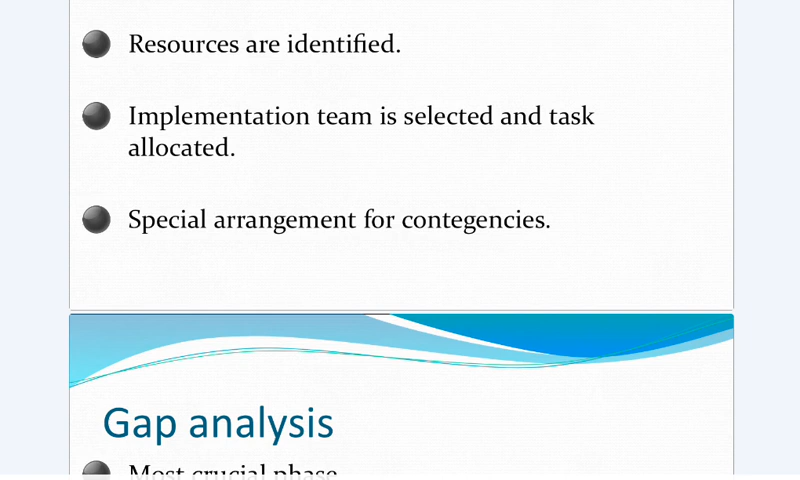 Resources are identified.
Implementation team is selected and task
allocated.
Special arrangement for contegencies.
Gap analysis
Most crucial phase